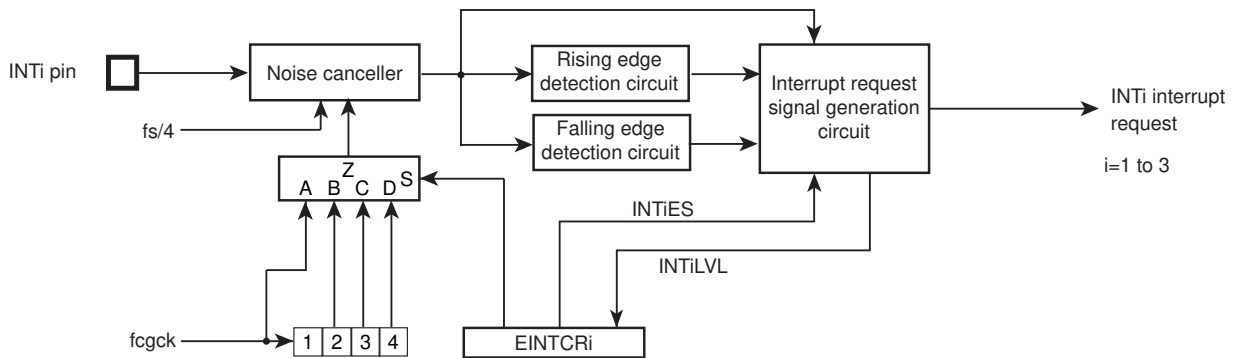 INTi pin
Noise canceller
Rising edge
detection circuit
Interrupt request
signal generation
circuit
INTi interrupt
request
i=1 to 3
fs/4
Falling edge
detection circuit
Z
S
A B C D
INTiES
INTiLVL
fcgck
1 2 3 4
EINTCRi